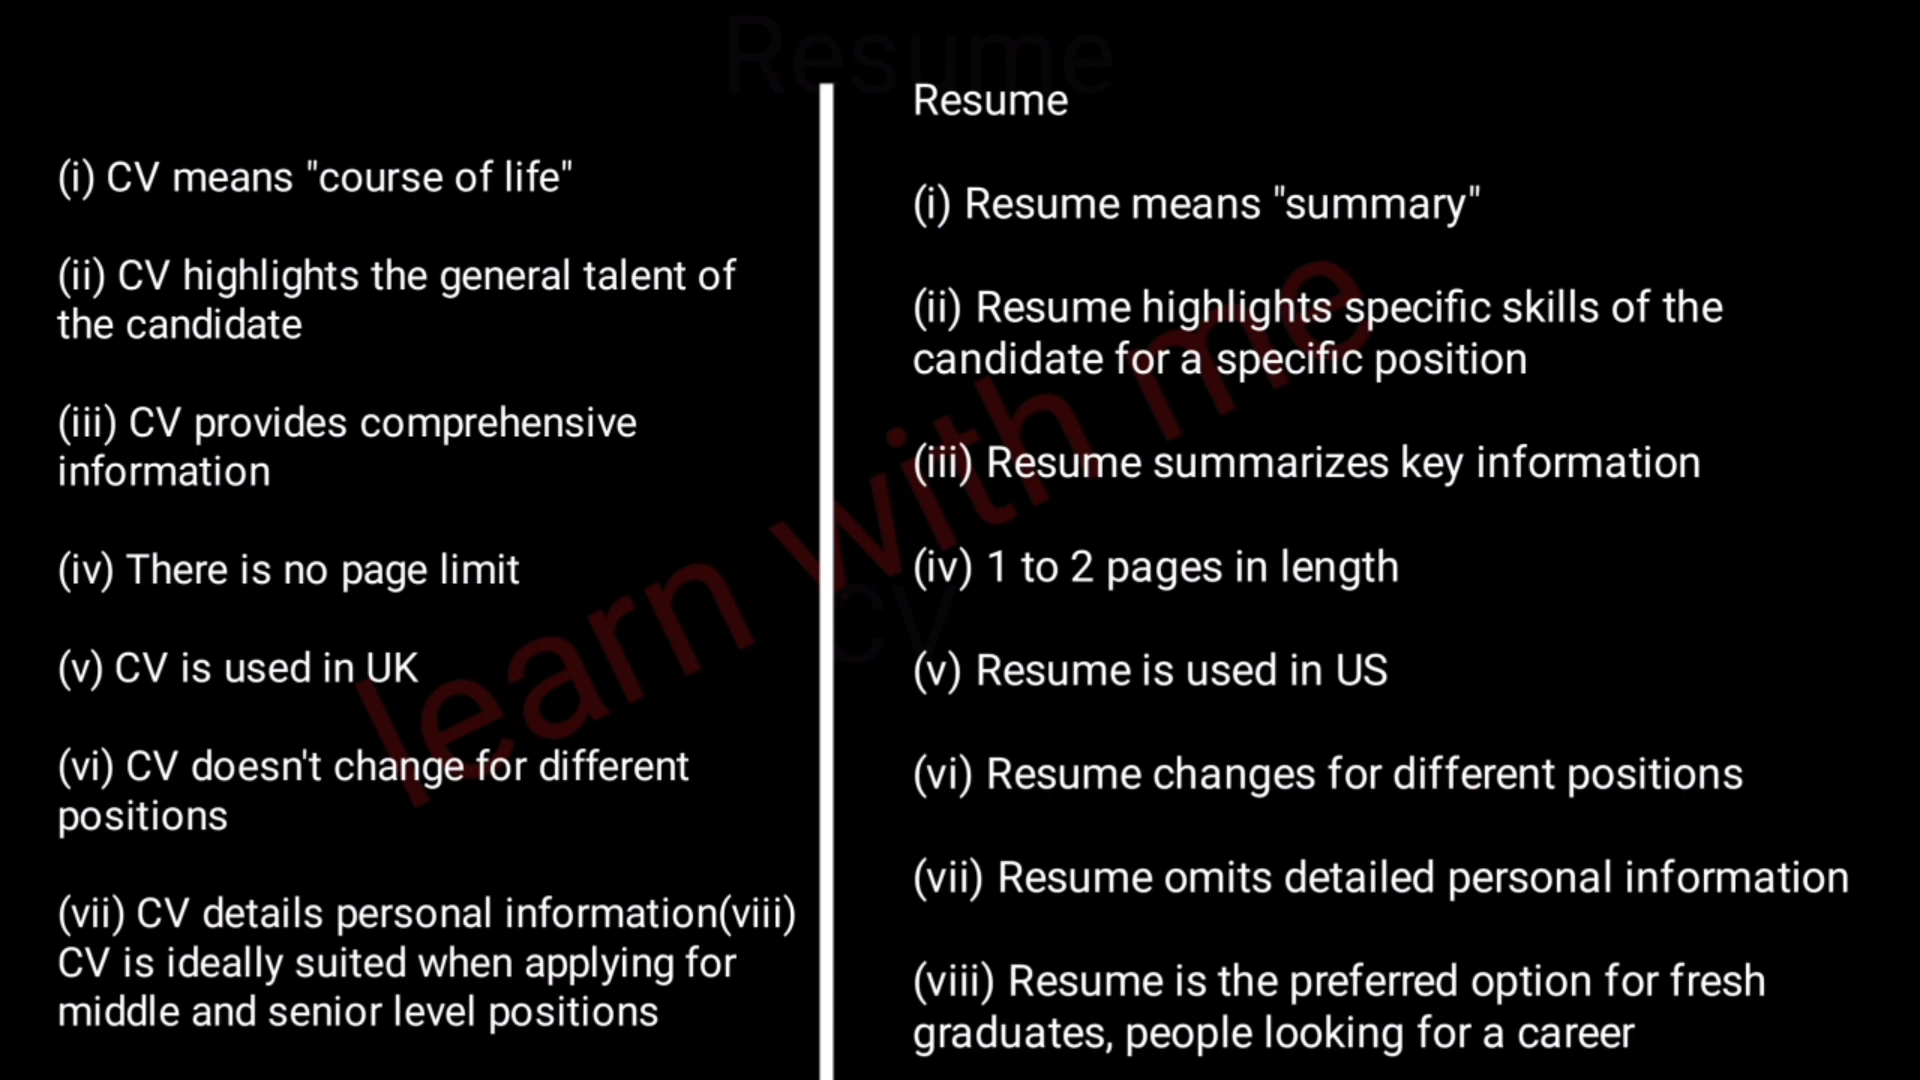 Resume
(i) CV means "course of life"
(ii) CV highlights the general talent of
the candidate
(iii) CV provides comprehensive
information
(iv) There is no page limit
(v) CV is used in UK
(vi) CV doesn't change for different
positions
(vii) CV details personal information(viii)
CV is ideally suited when applying for
middle and senior level positions
Resume
(i) Resume means "summary"
(ii) Resume highlights specific skills of the
candidate for a specific position
(iii) Resume summarizes key information
(iv) 1 to 2 pages in length
(v) Resume is used in US
(vi) Resume changes for different positions
(vii) Resume omits detailed personal information
(viii) Resume is the preferred option for fresh
graduates, people looking for a career
CV
learn with me